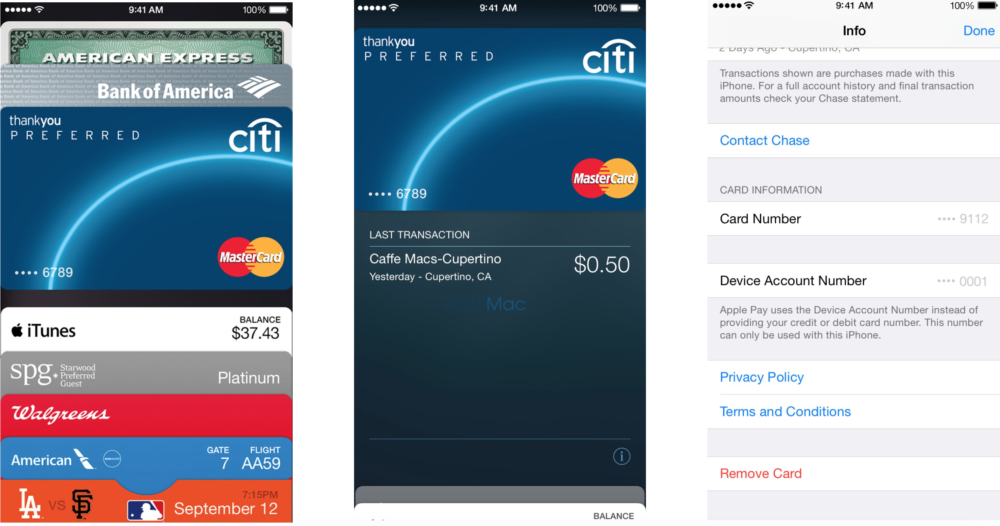 9:41 AM 100%
AMERICAN EXPRESS
Bank of America
thankyou
PREFERRED
citi
MasterCard
•••• 6789
iTunes
BALANCE
$37.43
spg
Starwood
Preferred
Guest
Platinum
Walgreens
American
oneworld
GATE FLIGHT
7 AA59
LA vs SF
7:15PM
September 12
9:41 AM 100%
thankyou
PREFERRED
citi
MasterCard
•••• 6789
LAST TRANSACTION
Caffe Macs-Cupertino
$0.50
Yesterday - Cupertino, CA
9TO5Mac
BALANCE
9:41 AM 100%
Info
Done
2 Days Ago - Cupertino, CA
Transactions shown are purchases made with this
iPhone. For a full account history and final transaction
amounts check your Chase statement.
Contact Chase
CARD INFORMATION
Card Number •••• 9112
Device Account Number •••• 0001
Apple Pay uses the Device Account Number instead of
providing your credit or debit card number. This number
can only be used with this iPhone.
Privacy Policy
Terms and Conditions
Remove Card